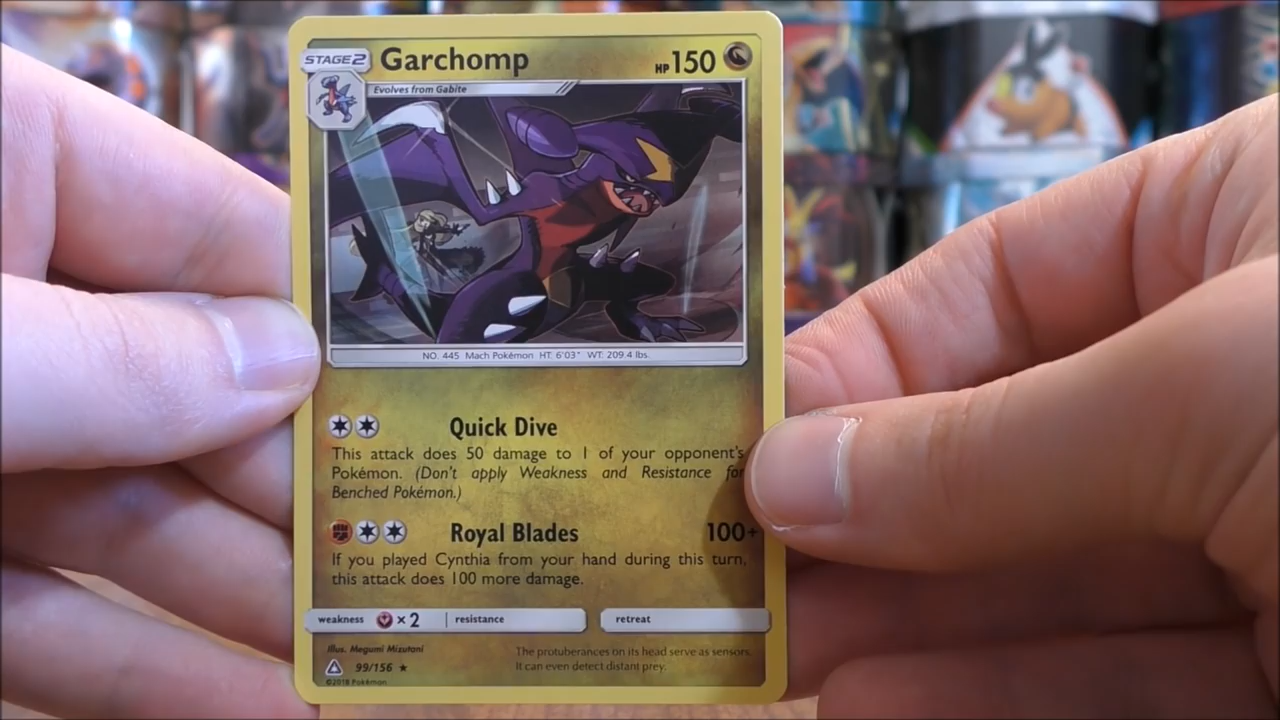 STAGE2 Garchomp HP 150
Evolves from Gabite
NO. 445 Mach Pokémon HT: 6'03" WT: 209.4 lbs.
Quick Dive
This attack does 50 damage to 1 of your opponent's
Pokémon. (Don't apply Weakness and Resistance for
Benched Pokémon.)
Royal Blades 100+
If you played Cynthia from your hand during this turn,
this attack does 100 more damage.
weakness ×2 resistance retreat
Illus. Megumi Mizutani
The protuberances on its head serve as sensors.
99/156 ★
It can even detect distant prey.
©2018 Pokémon